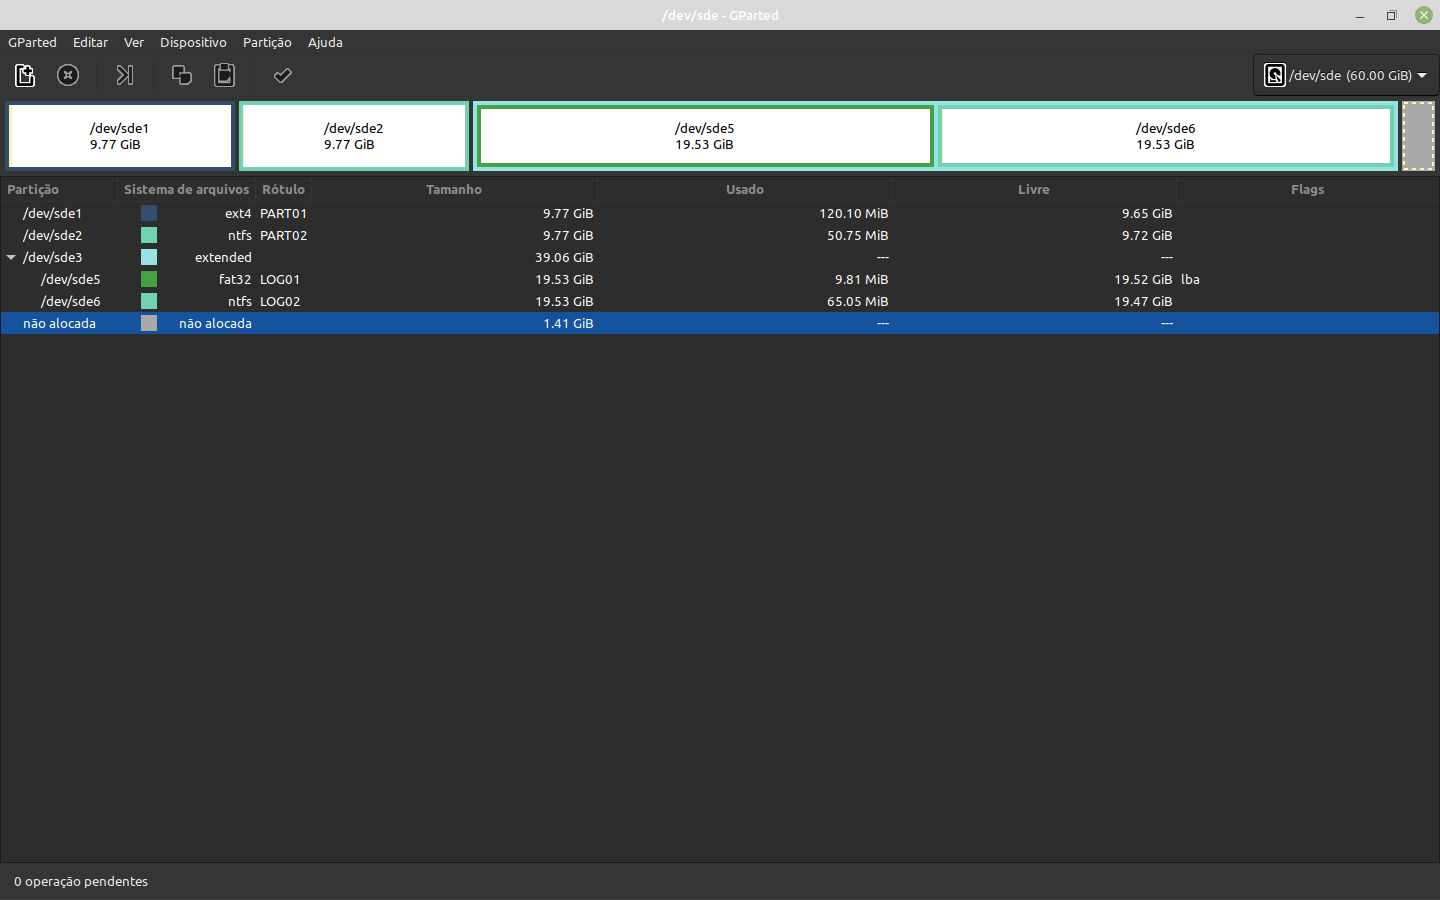 /dev/sde - GParted
GParted Editar Ver Dispositivo Partição Ajuda
/dev/sde (60.00 GiB)
/dev/sde1
9.77 GiB
/dev/sde2
9.77 GiB
/dev/sde5
19.53 GiB
/dev/sde6
19.53 GiB
Partição Sistema de arquivos Rótulo Tamanho Usado Livre Flags
/dev/sde1 ext4 PART01 9.77 GiB 120.10 MiB 9.65 GiB
/dev/sde2 ntfs PART02 9.77 GiB 50.75 MiB 9.72 GiB
/dev/sde3 extended 39.06 GiB --- ---
/dev/sde5 fat32 LOG01 19.53 GiB 9.81 MiB 19.52 GiB lba
/dev/sde6 ntfs LOG02 19.53 GiB 65.05 MiB 19.47 GiB
não alocada não alocada 1.41 GiB --- ---
0 operação pendentes